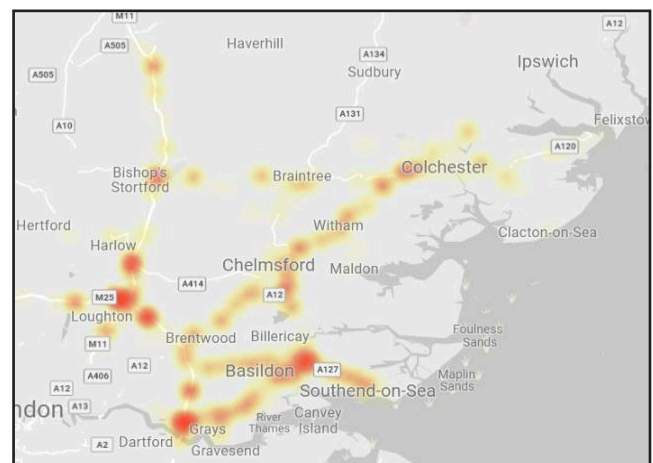 M11
A12
A505
Haverhill
A134
Ipswich
Sudbury
A505
A131
Felixstow
A10
A120
Colchester
Bishop's
Stortford
Braintree
Hertford
Witham
Clacton-on-Sea
Harlow
Chelmsford
Maldon
A414
M25
A12
Loughton
Foulness
Sands
M11
Brentwood
Billericay
A12
Basildon
A127
A406
Maplin
Sands
A12
Southend-on-Sea
ndon
A13
River
Thames
Canvey
Island
Grays
A2
Dartford
Gravesend